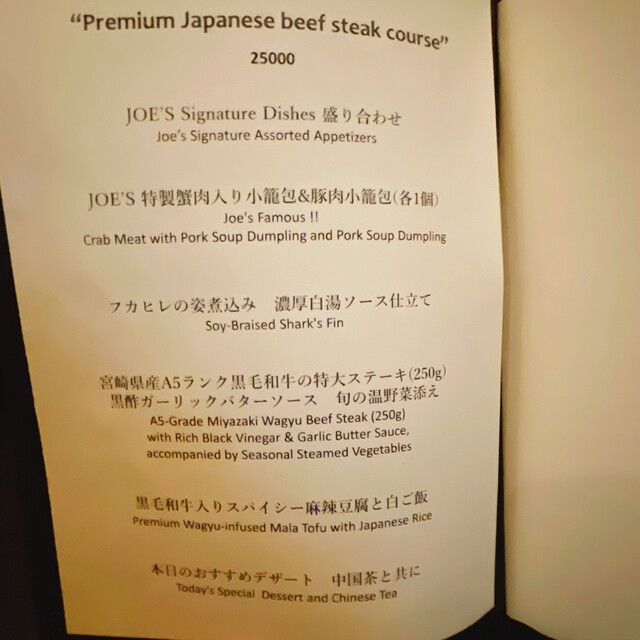 “Premium Japanese beef steak course”
25000
JOE’S Signature Dishes 盛り合わせ
Joe’s Signature Assorted Appetizers
JOE’S 特製蟹肉入り小籠包&豚肉小籠包(各1個)
Joe's Famous !!
Crab Meat with Pork Soup Dumpling and Pork Soup Dumpling
フカヒレの姿煮込み　濃厚白湯ソース仕立て
Soy-Braised Shark's Fin
宮崎県産A5ランク黒毛和牛の特大ステーキ(250g)
黒酢ガーリックバターソース　旬の温野菜添え
A5-Grade Miyazaki Wagyu Beef Steak (250g)
with Rich Black Vinegar & Garlic Butter Sauce,
accompanied by Seasonal Steamed Vegetables
黒毛和牛入りスパイシー麻辣豆腐と白ご飯
Premium Wagyu-infused Mala Tofu with Japanese Rice
本日のおすすめデザート　中国茶と共に
Today's Special Dessert and Chinese Tea